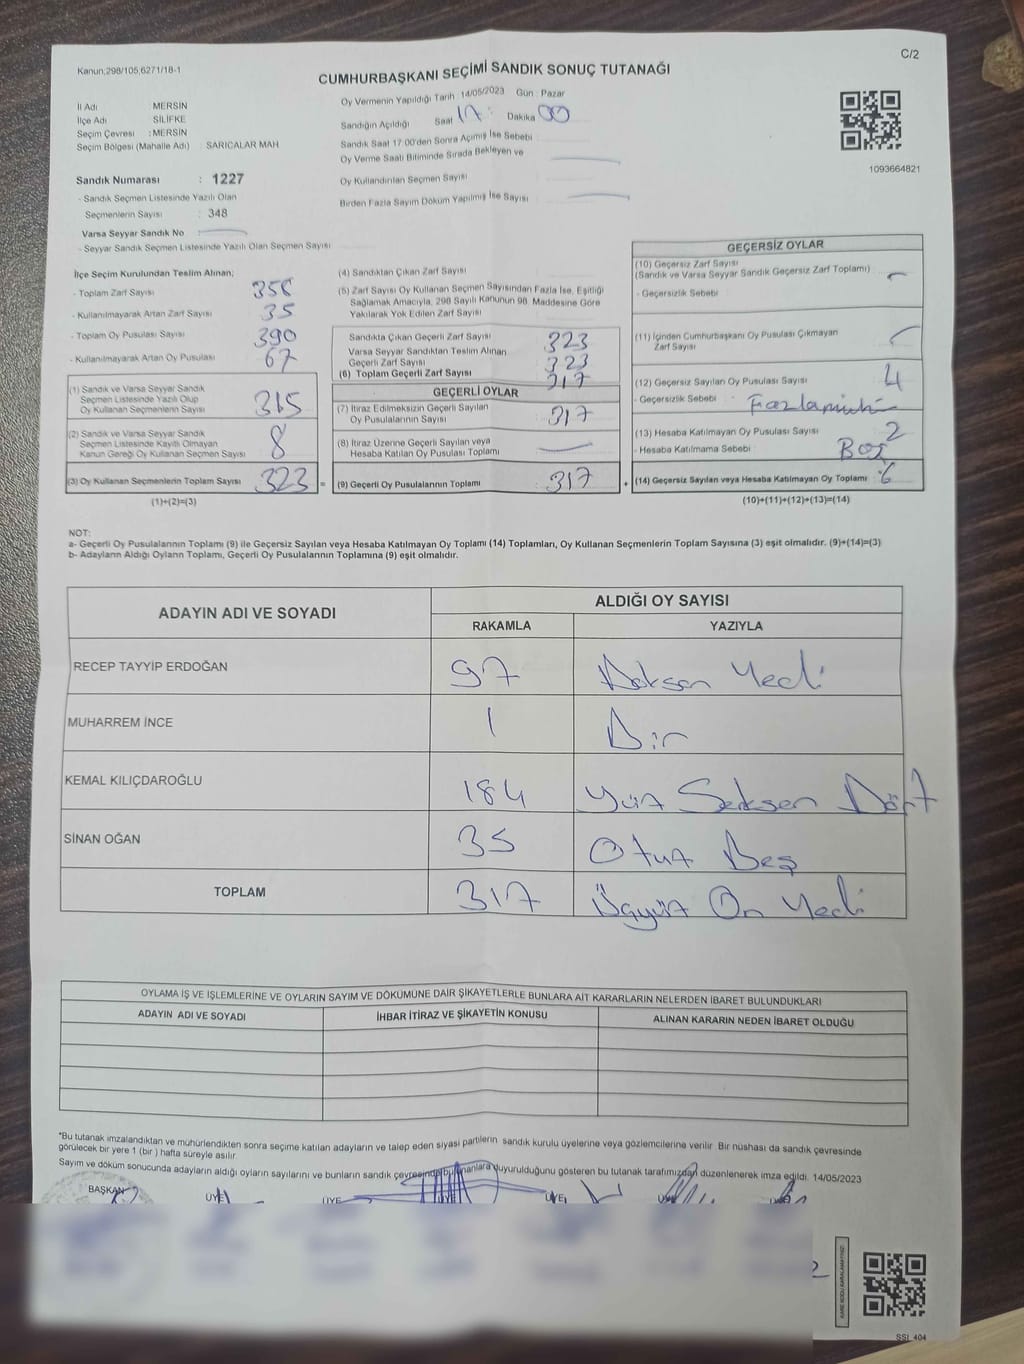 C/2
Kanun;298/105,6271/18-1
CUMHURBAŞKANI SEÇİMİ SANDIK SONUÇ TUTANAĞI
İl Adı MERSİN
İlçe Adı SİLİFKE
Seçim Çevresi : MERSİN
Seçim Bölgesi (Mahalle Adı) : SARICALAR MAH
Sandık Numarası : 1227
- Sandık Seçmen Listesinde Yazılı Olan
Seçmenlerin Sayısı : 348
Varsa Seyyar Sandık No
- Seyyar Sandık Seçmen Listesinde Yazılı Olan Seçmen Sayısı
Oy Vermenin Yapıldığı Tarih : 14/05/2023 Gün : Pazar
Sandığın Açıldığı Saat 17 : Dakika 00
Sandık Saat 17:00'den Sonra Açımış İse Sebebi
Oy Verme Saati Bitiminde Sırada Bekleyen ve
Oy Kullandırılan Seçmen Sayısı
Birden Fazla Sayım Döküm Yapılmış İse Sayısı
1093664821
İlçe Seçim Kurulundan Teslim Alınan;
- Toplam Zarf Sayısı
- Kullanılmayarak Artan Zarf Sayısı 35
- Toplam Oy Pusulası Sayısı 390
- Kullanılmayarak Artan Oy Pusulası 67
(1) Sandık ve Varsa Seyyar Sandık
Seçmen Listesinde Yazılı Olup
Oy Kullanan Seçmenlerin Sayısı 315
(2) Sandık ve Varsa Seyyar Sandık
Seçmen Listesinde Kayıtlı Olmayan
Kanun Gereği Oy Kullanan Seçmen Sayısı 8
(3) Oy Kullanan Seçmenlerin Toplam Sayısı 323 =
(1)+(2)=(3)
(4) Sandıktan Çıkan Zarf Sayısı
(5) Zarf Sayısı Oy Kullanan Seçmen Sayısından Fazla İse, Eşitliği
Sağlamak Amacıyla, 298 Sayılı Kanunun 98. Maddesine Göre
Yakılarak Yok Edilen Zarf Sayısı
Sandıkta Çıkan Geçerli Zarf Sayısı 323
Varsa Seyyar Sandıktan Teslim Alınan
Geçerli Zarf Sayısı 323
(6) Toplam Geçerli Zarf Sayısı 317
GEÇERLİ OYLAR
(7) İtiraz Edilmeksizin Geçerli Sayılan
Oy Pusulalarının Sayısı 317
(8) İtiraz Üzerine Geçerli Sayılan veya
Hesaba Katılan Oy Pusulası Toplamı
(9) Geçerli Oy Pusulalarının Toplamı 317 +
GEÇERSİZ OYLAR
(10) Geçersiz Zarf Sayısı
(Sandık ve Varsa Seyyar Sandık Geçersiz Zarf Toplamı)
- Geçersizlik Sebebi
(11) İçinden Cumhurbaşkanı Oy Pusulası Çıkmayan
Zarf Sayısı
(12) Geçersiz Sayılan Oy Pusulası Sayısı 4
- Geçersizlik Sebebi
(13) Hesaba Katılmayan Oy Pusulası Sayısı 2
- Hesaba Katılmama Sebebi Boş
(14) Geçersiz Sayılan veya Hesaba Katılmayan Oy Toplamı 6
(10)+(11)+(12)+(13)=(14)
NOT:
a- Geçerli Oy Pusulasının Toplamı (9) ile Geçersiz Sayılan veya Hesaba Katılmayan Oy Toplamı (14) Toplamları, Oy Kullanan Seçmenlerin Toplam Sayısına (3) eşit olmalıdır. (9)+(14)=(3)
b- Adayların Aldığı Oyların Toplamı, Geçerli Oy Pusulalarının Toplamına (9) eşit olmalıdır.
ADAYIN ADI VE SOYADI ALDIĞI OY SAYISI
RAKAMLA YAZIYLA
RECEP TAYYİP ERDOĞAN 97 Doksan Yedi
MUHARREM İNCE 1 Bir
KEMAL KILIÇDAROĞLU 184 Yüz Seksen Dört
SİNAN OĞAN 35 Otuz Beş
TOPLAM 317 Üçyüz On Yedi
OYLAMA İŞ VE İŞLEMLERİNE VE OYLARIN SAYIM VE DÖKÜMÜNE DAİR ŞİKAYETLERLE BUNLARA AİT KARARLARIN NELERDEN İBARET BULUNDUKLARI
ADAYIN ADI VE SOYADI İHBAR İTİRAZ VE ŞİKAYETİN KONUSU ALINAN KARARIN NEDEN İBARET OLDUĞU
*Bu tutanak imzalandıktan ve mühürlendikten sonra seçime katılan adayların ve talep eden siyasi partilerin sandık kurulu üyelerine veya gözlemcilerine verilir. Bir nüshası da sandık çevresinde
görülecek bir yere 1 (bir) hafta süreyle asılır.
Sayım ve döküm sonucunda adayların aldığı oyların sayılarını ve bunların sandık çevresinde bulunanlara duyurulduğunu gösteren bu tutanak tarafımızdan düzenlenerek imza edildi. 14/05/2023
BAŞKAN ÜYE ÜYE ÜYE ÜYE
SSL 404